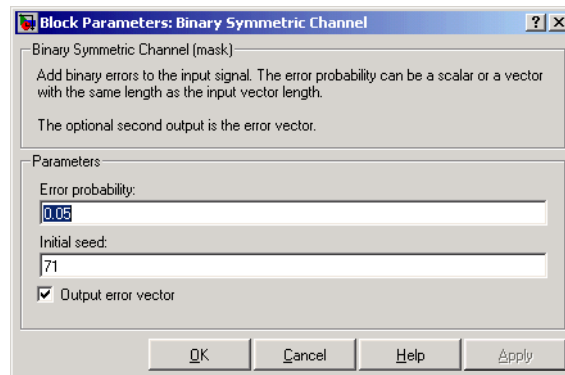 Block Parameters: Binary Symmetric Channel
Binary Symmetric Channel (mask)
Add binary errors to the input signal. The error probability can be a scalar or a vector
with the same length as the input vector length.
The optional second output is the error vector.
Parameters
Error probability:
0.05
Initial seed:
71
Output error vector
OK Cancel Help Apply